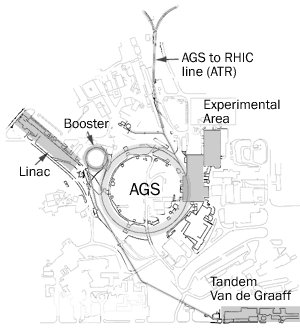 AGS to RHIC
line (ATR)
Experimental
Area
Booster
Linac
AGS
Tandem
Van de Graaff